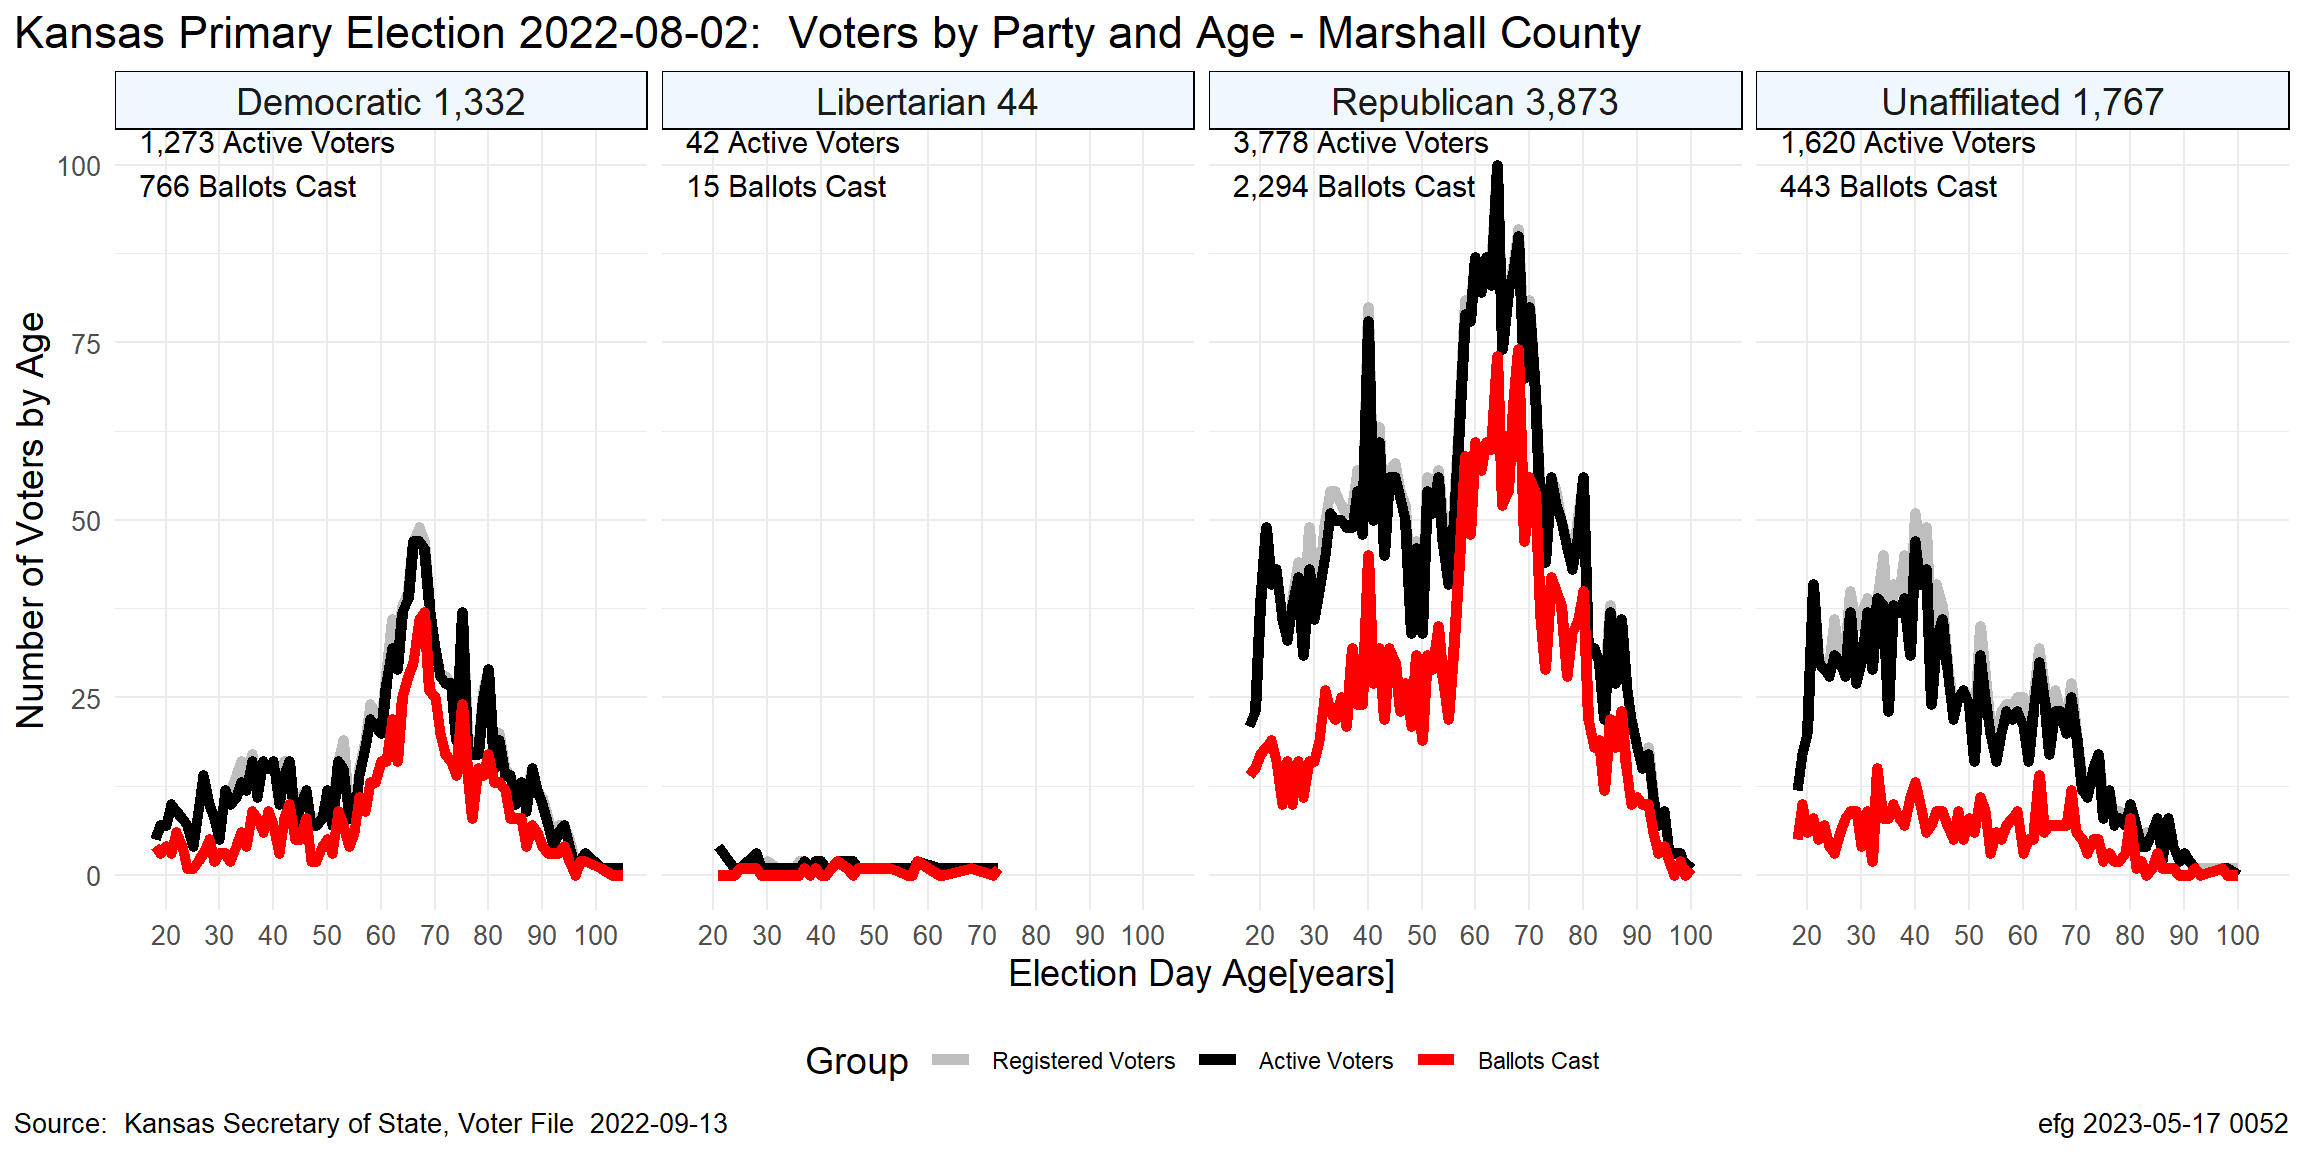 Kansas Primary Election 2022-08-02:  Voters by Party and Age - Marshall County
Democratic 1,332
Libertarian 44
Republican 3,873
Unaffiliated 1,767
1,273 Active Voters
766 Ballots Cast
42 Active Voters
15 Ballots Cast
3,778 Active Voters
2,294 Ballots Cast
1,620 Active Voters
443 Ballots Cast
Number of Voters by Age
100
75
50
25
0
20 30 40 50 60 70 80 90 100
20 30 40 50 60 70 80 90 100
20 30 40 50 60 70 80 90 100
20 30 40 50 60 70 80 90 100
Election Day Age[years]
Group Registered Voters Active Voters Ballots Cast
Source:  Kansas Secretary of State, Voter File  2022-09-13
efg 2023-05-17 0052